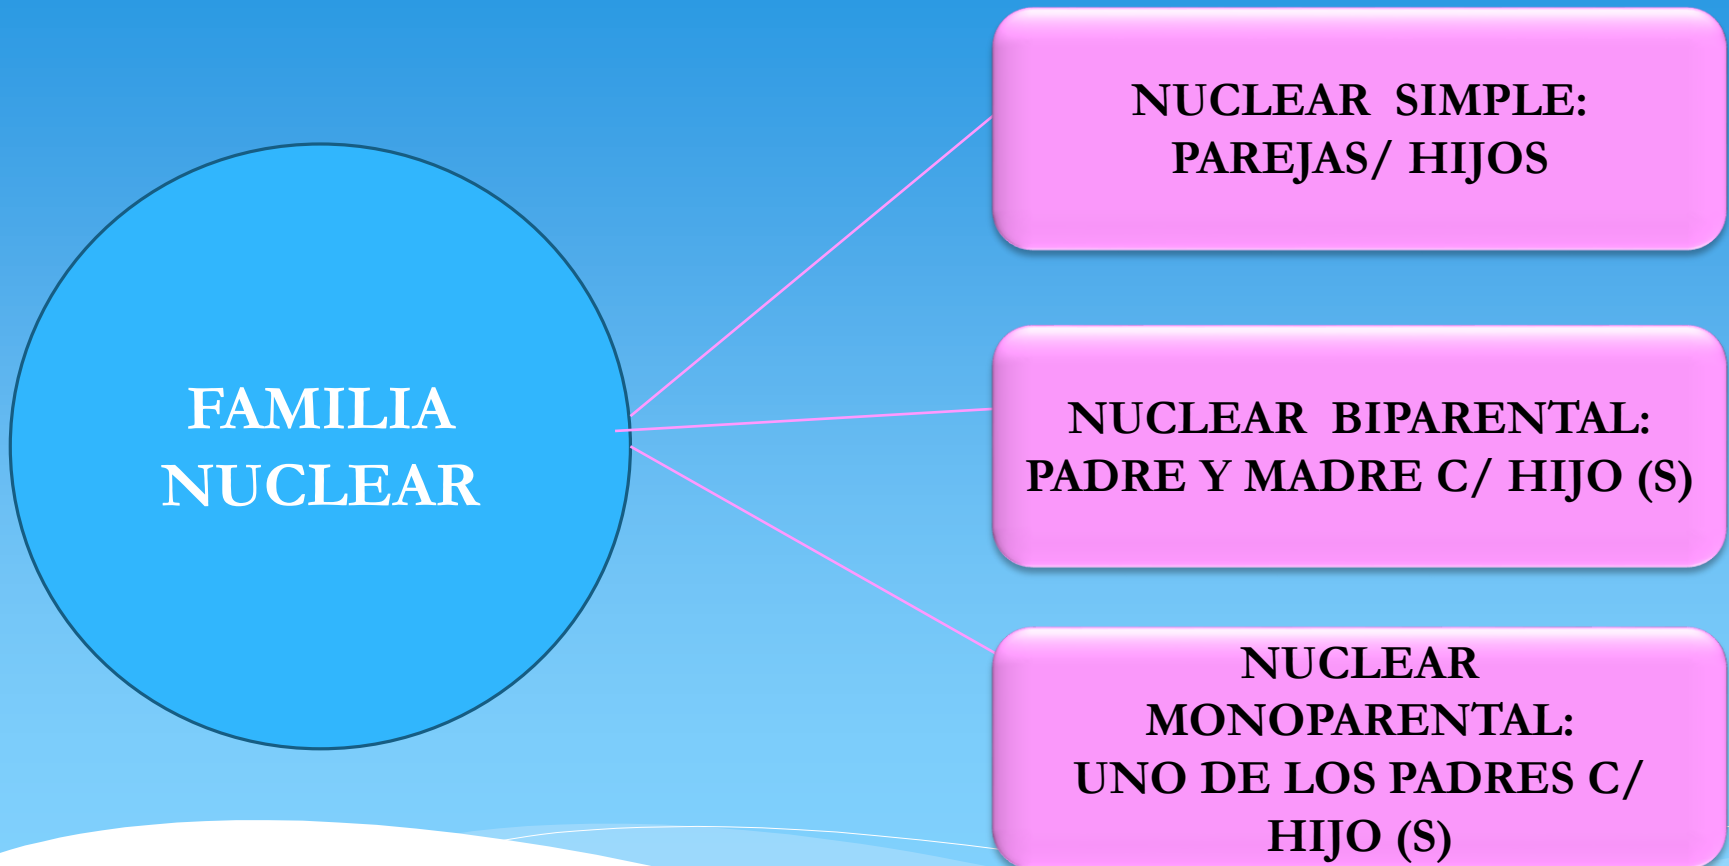 FAMILIA
NUCLEAR
NUCLEAR SIMPLE:
PAREJAS/ HIJOS
NUCLEAR BIPARENTAL:
PADRE Y MADRE C/ HIJO (S)
NUCLEAR
MONOPARENTAL:
UNO DE LOS PADRES C/
HIJO (S)